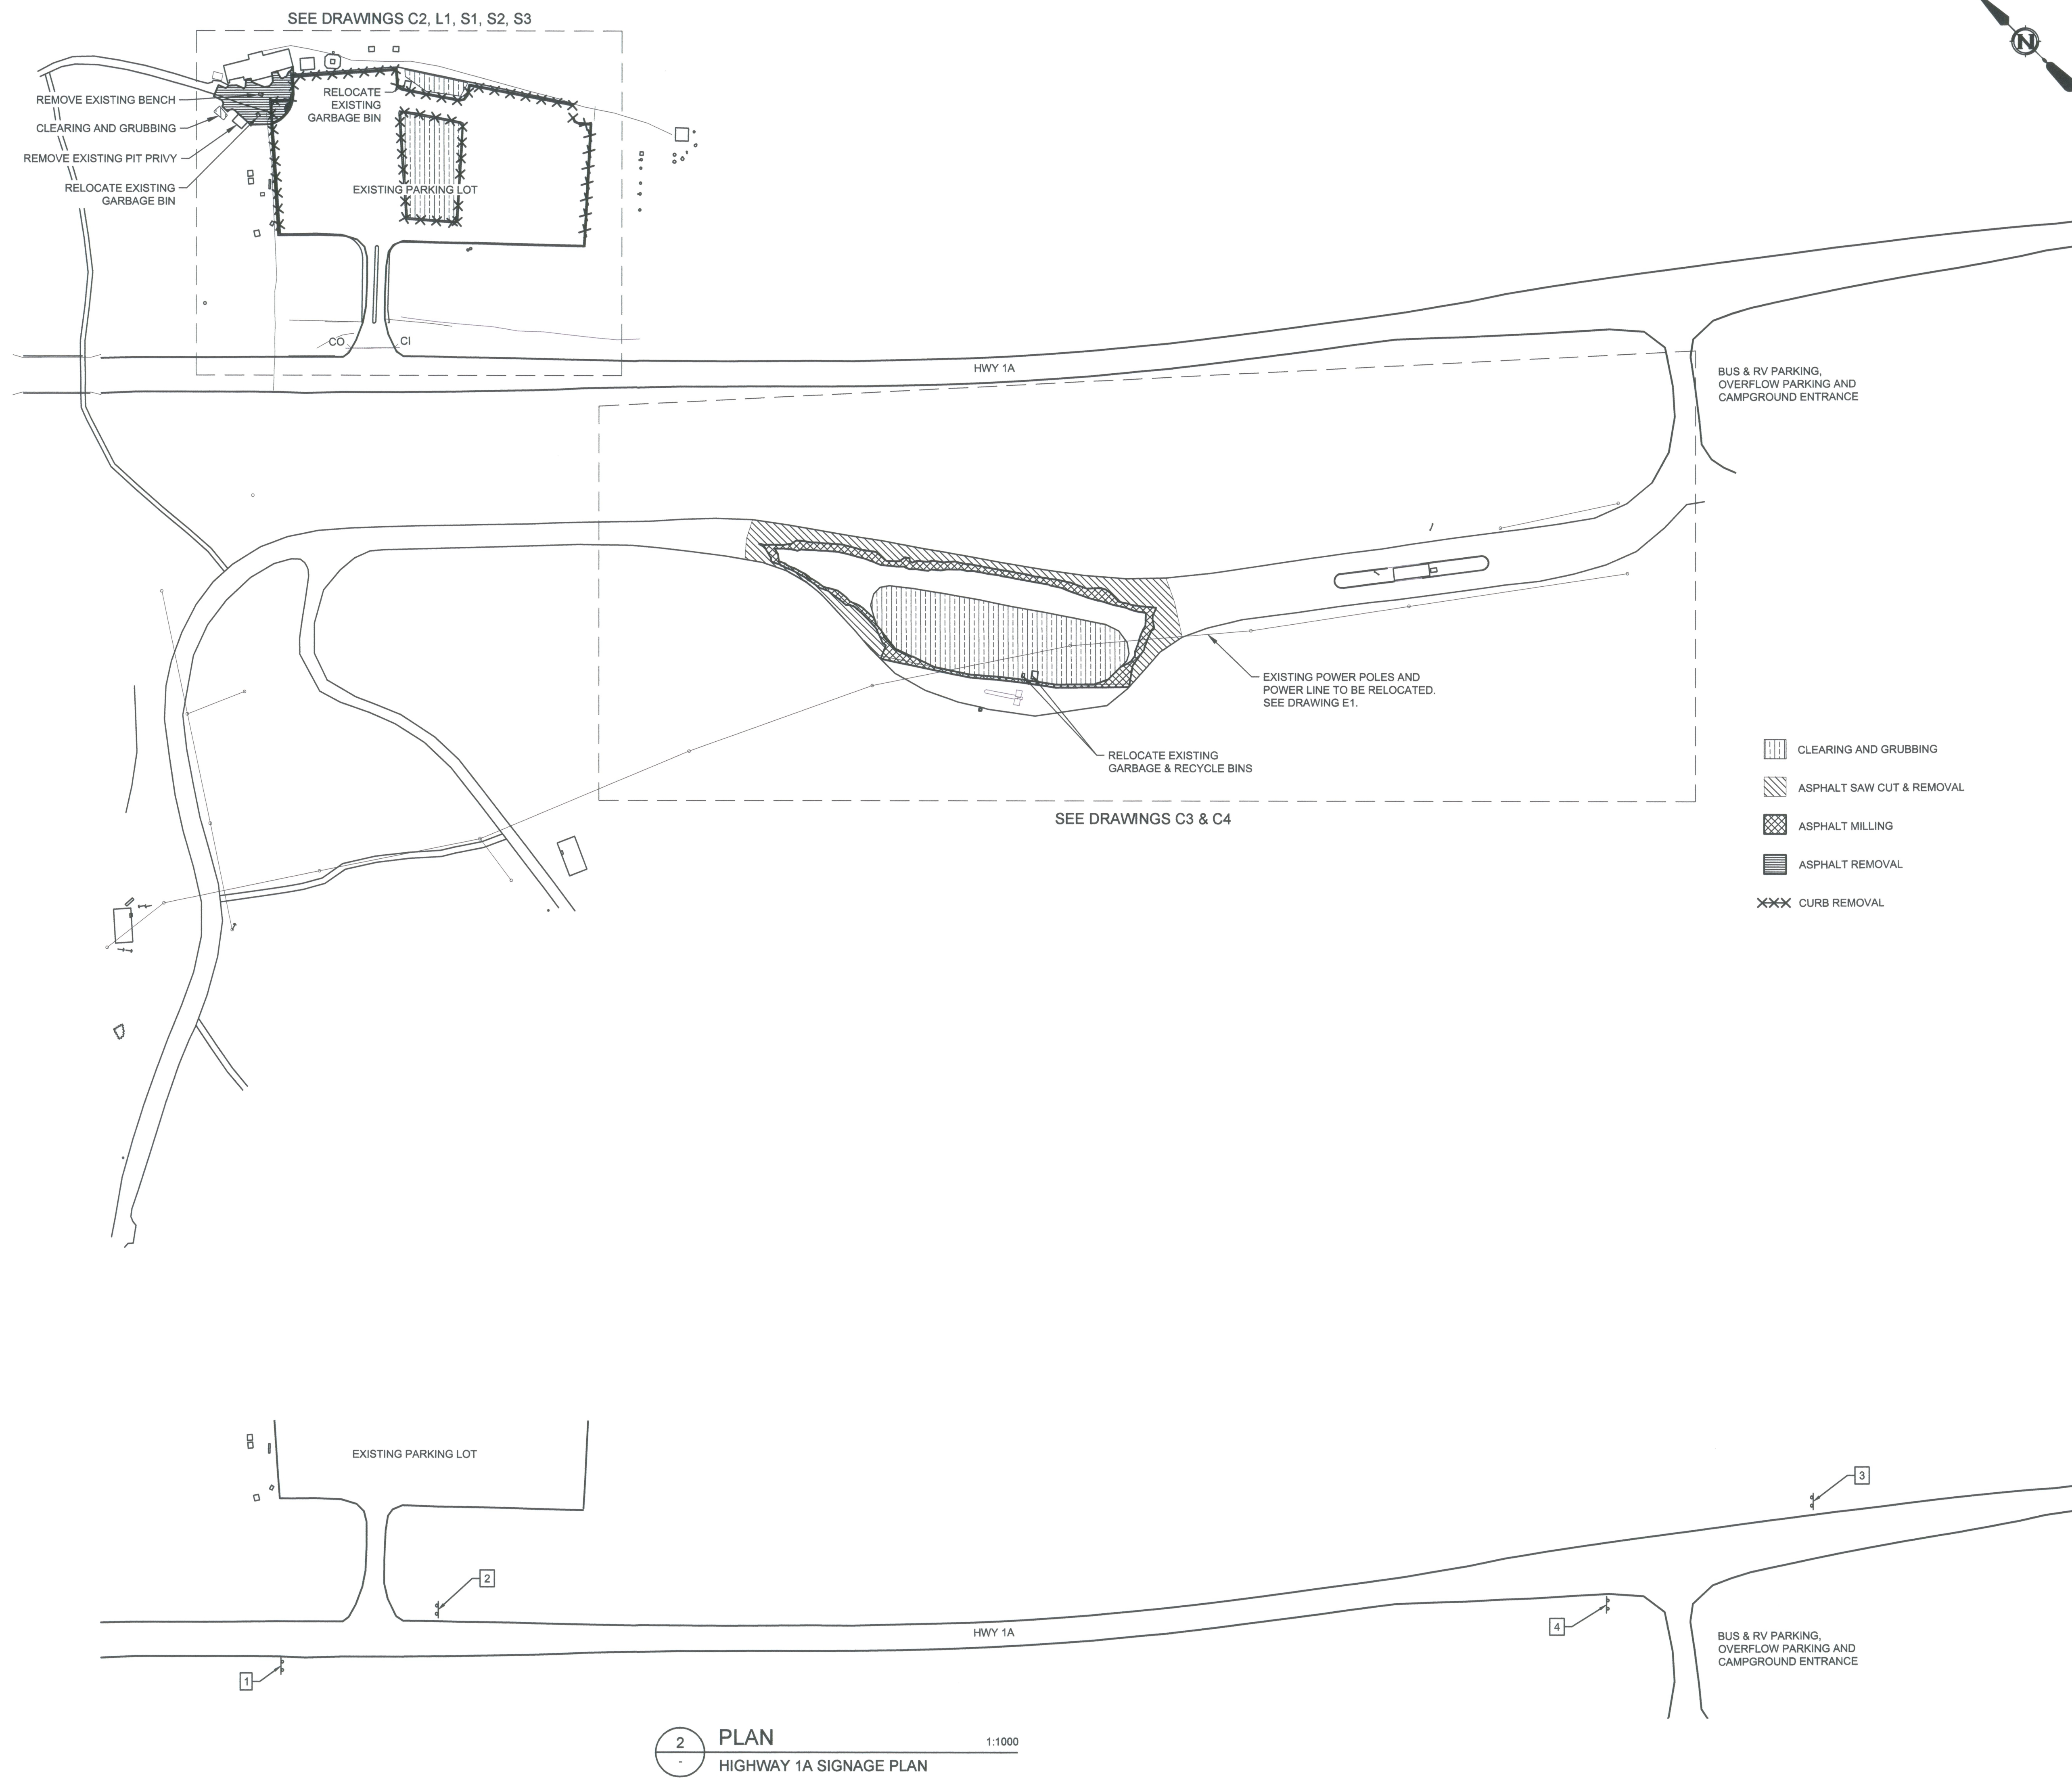 SEE DRAWINGS C2, L1, S1, S2, S3
N
REMOVE EXISTING BENCH
CLEARING AND GRUBBING
REMOVE EXISTING PIT PRIVY
RELOCATE EXISTING
GARBAGE BIN
RELOCATE
EXISTING
GARBAGE BIN
EXISTING PARKING LOT
CO
CI
HWY 1A
BUS & RV PARKING,
OVERFLOW PARKING AND
CAMPGROUND ENTRANCE
EXISTING POWER POLES AND
POWER LINE TO BE RELOCATED.
SEE DRAWING E1.
RELOCATE EXISTING
GARBAGE & RECYCLE BINS
SEE DRAWINGS C3 & C4
CLEARING AND GRUBBING
ASPHALT SAW CUT & REMOVAL
ASPHALT MILLING
ASPHALT REMOVAL
CURB REMOVAL
EXISTING PARKING LOT
3
2
4
HWY 1A
1
BUS & RV PARKING,
OVERFLOW PARKING AND
CAMPGROUND ENTRANCE
2
-
PLAN
1:1000
HIGHWAY 1A SIGNAGE PLAN